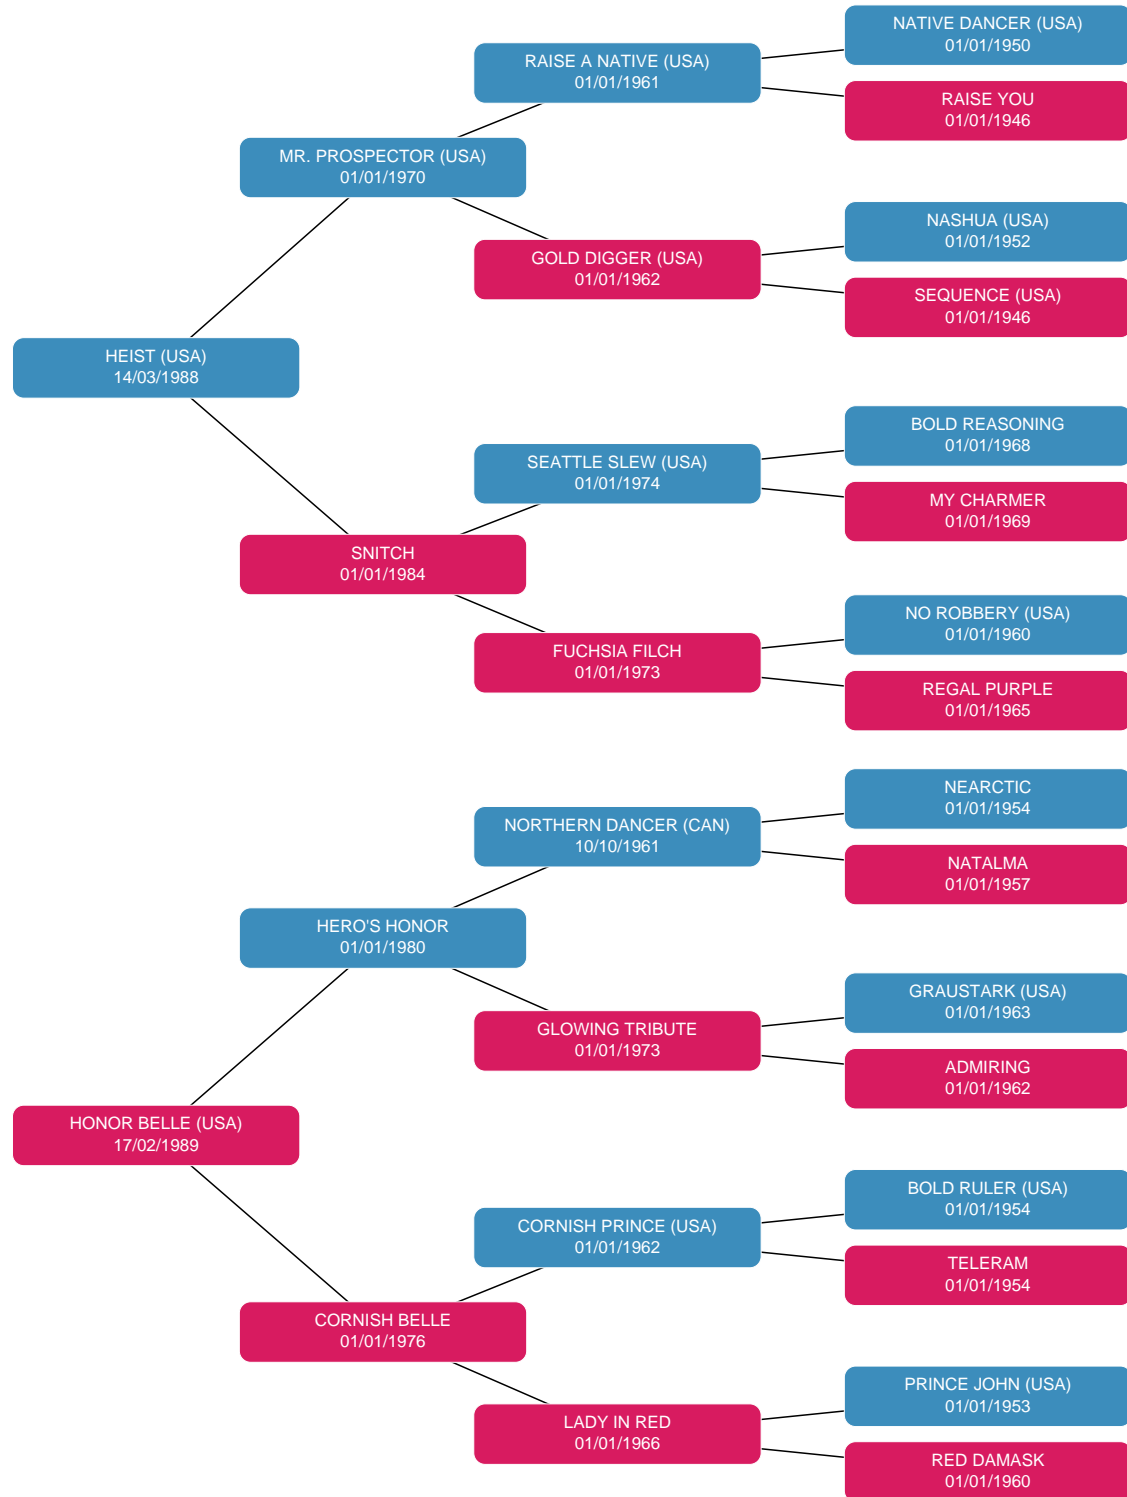 NATIVE DANCER (USA)
01/01/1950
RAISE A NATIVE (USA)
01/01/1961
RAISE YOU
01/01/1946
MR. PROSPECTOR (USA)
01/01/1970
NASHUA (USA)
01/01/1952
GOLD DIGGER (USA)
01/01/1962
SEQUENCE (USA)
01/01/1946
HEIST (USA)
14/03/1988
BOLD REASONING
01/01/1968
SEATTLE SLEW (USA)
01/01/1974
MY CHARMER
01/01/1969
SNITCH
01/01/1984
NO ROBBERY (USA)
01/01/1960
FUCHSIA FILCH
01/01/1973
REGAL PURPLE
01/01/1965
NEARCTIC
01/01/1954
NORTHERN DANCER (CAN)
10/10/1961
NATALMA
01/01/1957
HERO'S HONOR
01/01/1980
GRAUSTARK (USA)
01/01/1963
GLOWING TRIBUTE
01/01/1973
ADMIRING
01/01/1962
HONOR BELLE (USA)
17/02/1989
BOLD RULER (USA)
01/01/1954
CORNISH PRINCE (USA)
01/01/1962
TELERAM
01/01/1954
CORNISH BELLE
01/01/1976
PRINCE JOHN (USA)
01/01/1953
LADY IN RED
01/01/1966
RED DAMASK
01/01/1960